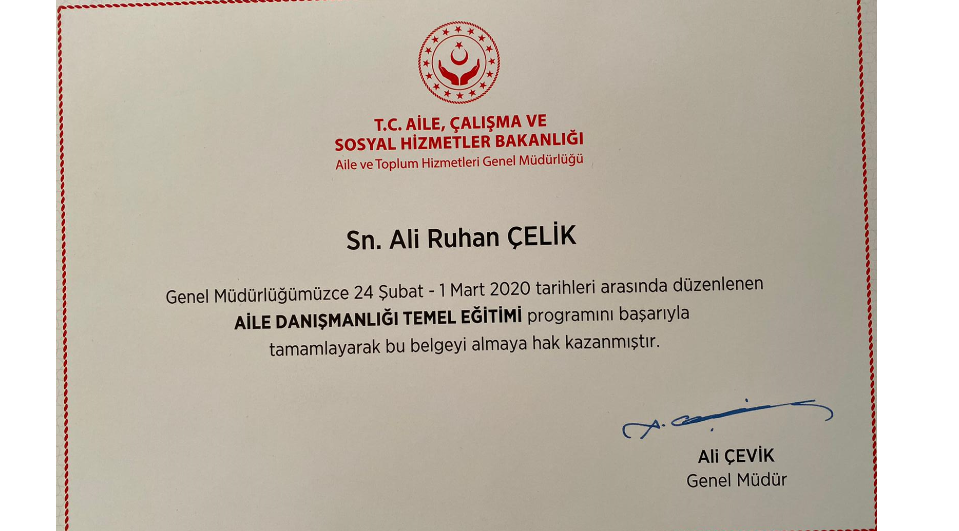 T.C. AİLE, ÇALIŞMA VE
SOSYAL HİZMETLER BAKANLIĞI
Aile ve Toplum Hizmetleri Genel Müdürlüğü
Sn. Ali Ruhan ÇELİK
Genel Müdürlüğümüzce 24 Şubat - 1 Mart 2020 tarihleri arasında düzenlenen
AİLE DANIŞMANLIĞI TEMEL EĞİTİMİ programını başarıyla
tamamlayarak bu belgeyi almaya hak kazanmıştır.
Ali ÇEVİK
Genel Müdür